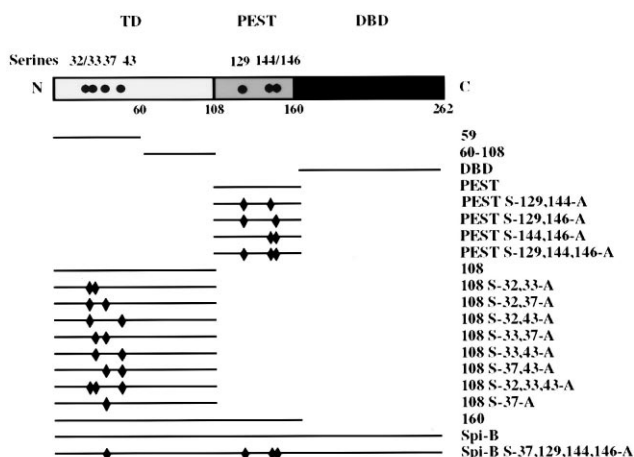 TD PEST DBD
Serines 32/33 37 43 129 144/146
N C
60 108 160 262
59
60-108
DBD
PEST
PEST S-129,144-A
PEST S-129,146-A
PEST S-144,146-A
PEST S-129,144,146-A
108
108 S-32,33-A
108 S-32,37-A
108 S-32,43-A
108 S-33,37-A
108 S-33,43-A
108 S-37,43-A
108 S-32,33,43-A
108 S-37-A
160
Spi-B
Spi-B S-37,129,144,146-A